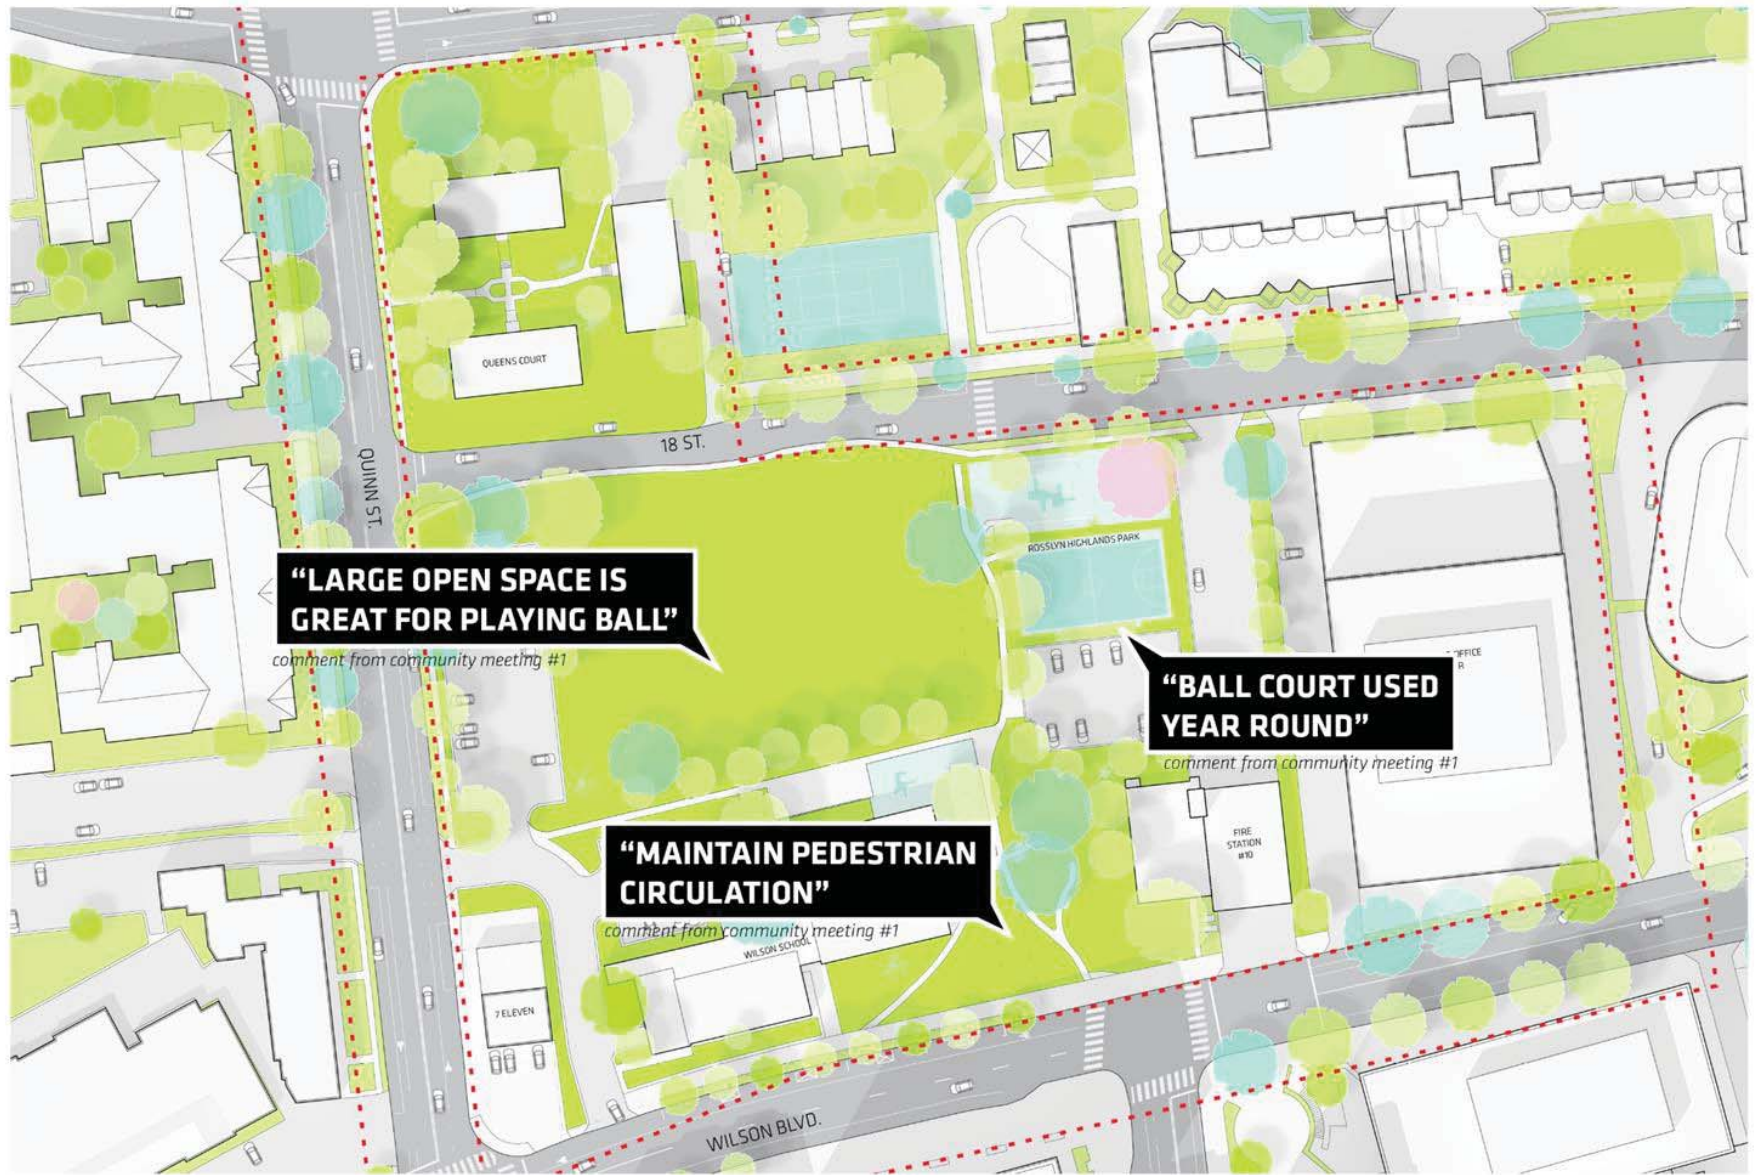 QUEENS COURT
18 ST.
QUINN ST.
ROSSLYN HIGHLANDS PARK
“LARGE OPEN SPACE IS
GREAT FOR PLAYING BALL”
comment from community meeting #1
OFFICE
R
“BALL COURT USED
YEAR ROUND”
comment from community meeting #1
FIRE
STATION
#10
“MAINTAIN PEDESTRIAN
CIRCULATION”
comment from community meeting #1
WILSON SCHOOL
7 ELEVEN
WILSON BLVD.